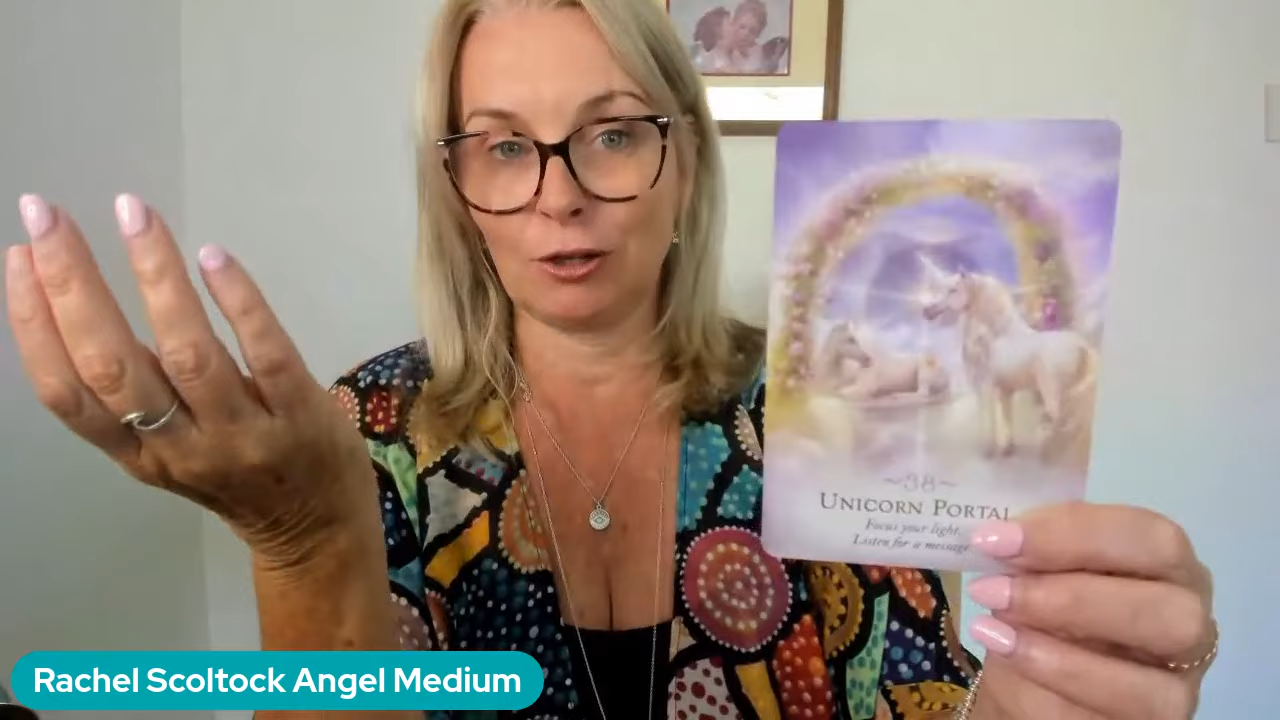 ~38~
UNICORN PORTAL
Focus your light.
Listen for a message
Rachel Scoltock Angel Medium